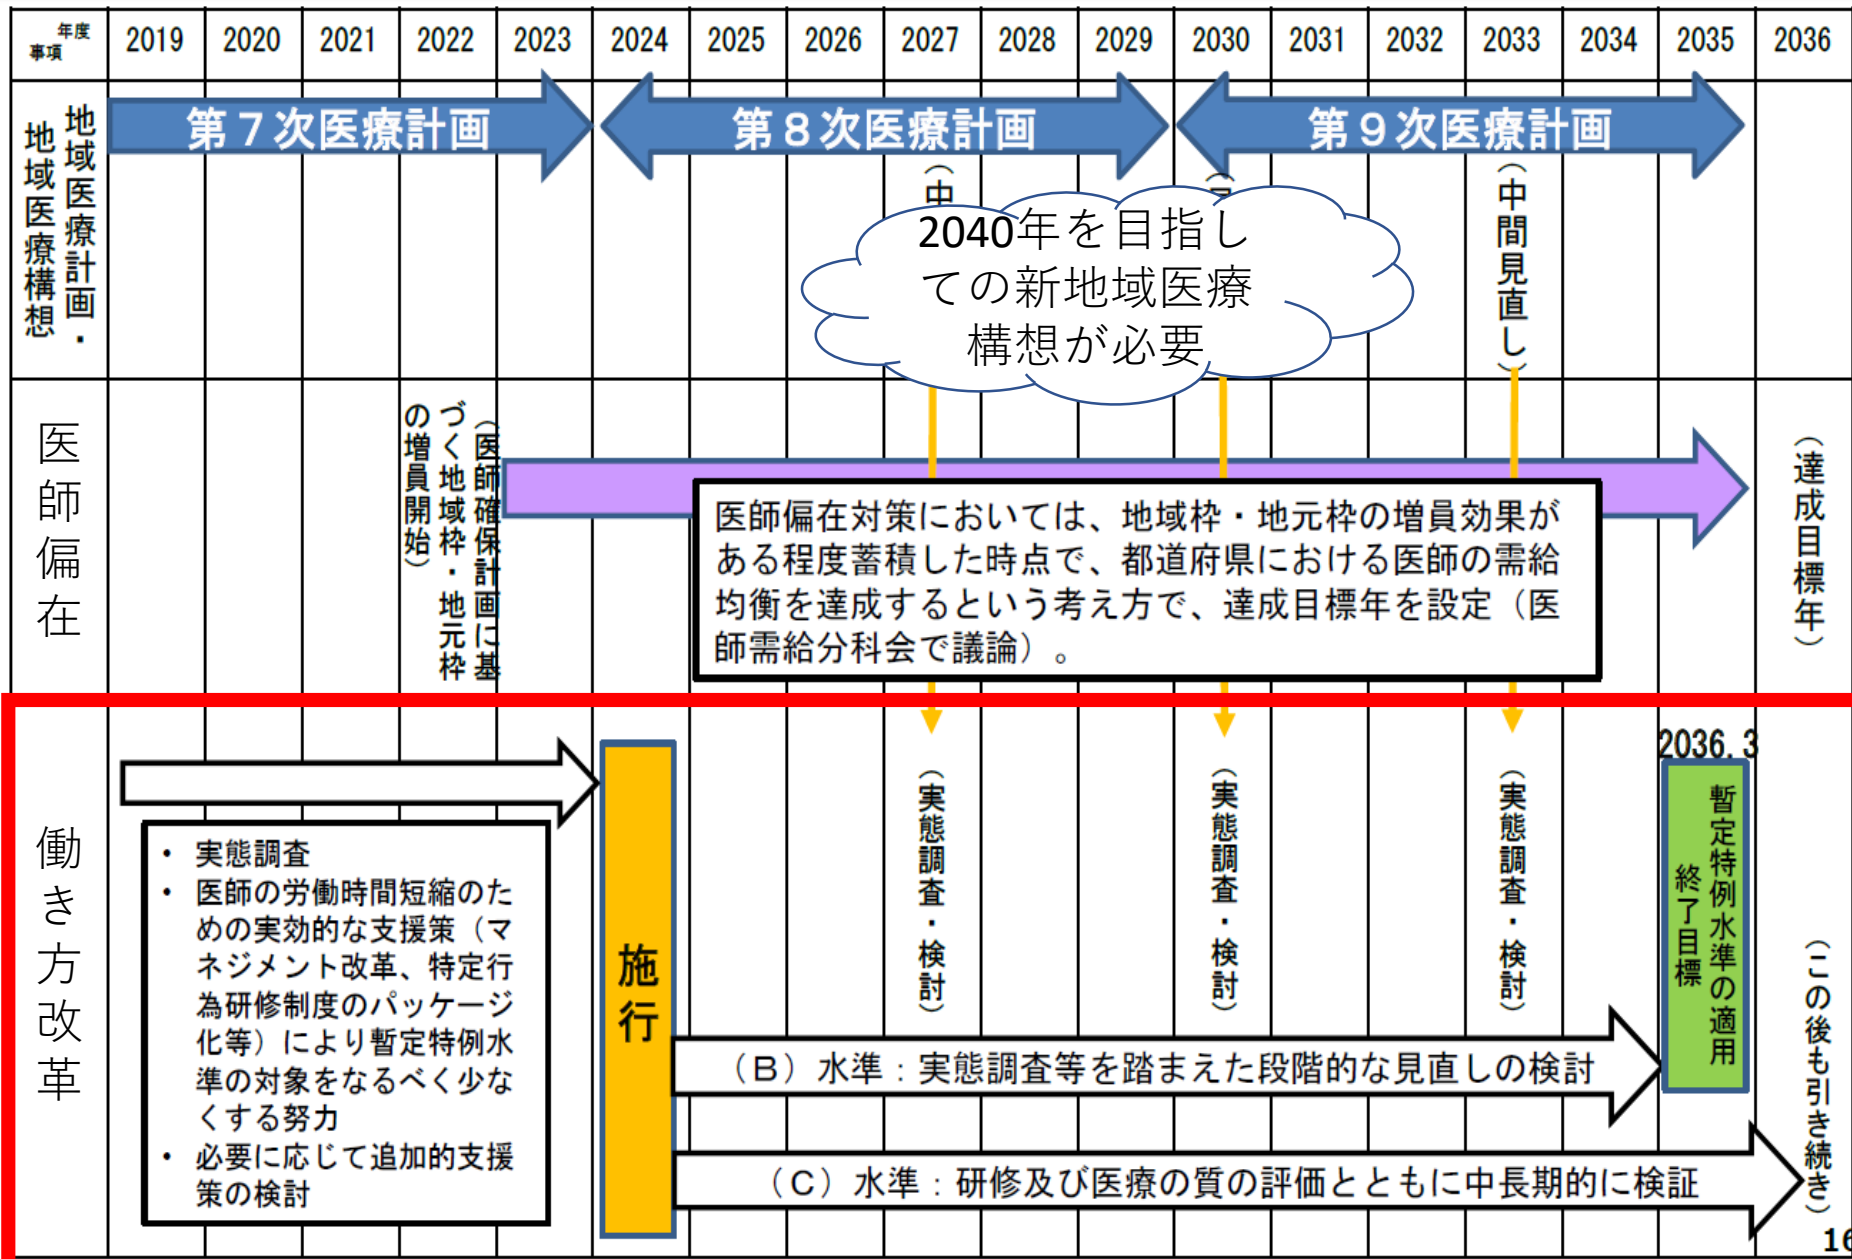 年度
事項
2019 2020 2021 2022 2023 2024 2025 2026 2027 2028 2029 2030 2031 2032 2033 2034 2035 2036
地域医療計画・
地域医療構想
第７次医療計画
第８次医療計画
第９次医療計画
（中
（中間見直し）
2040年を目指し
ての新地域医療
構想が必要
医師偏在
（医師確保計画に基
づく地域枠・地元枠
の増員開始）
医師偏在対策においては、地域枠・地元枠の増員効果が
ある程度蓄積した時点で、都道府県における医師の需給
均衡を達成するという考え方で、達成目標年を設定（医
師需給分科会で議論）。
（達成目標年）
働き方改革
・ 実態調査
・ 医師の労働時間短縮のた
めの実効的な支援策（マ
ネジメント改革、特定行
為研修制度のパッケージ
化等）により暫定特例水
準の対象をなるべく少な
くする努力
・ 必要に応じて追加的支援
策の検討
施行
（実態調査・検討）
（実態調査・検討）
（実態調査・検討）
2036.3
暫定特例水準の適用
終了目標
（Ｂ）水準：実態調査等を踏まえた段階的な見直しの検討
（Ｃ）水準：研修及び医療の質の評価とともに中長期的に検証
（この後も引き続き）
16